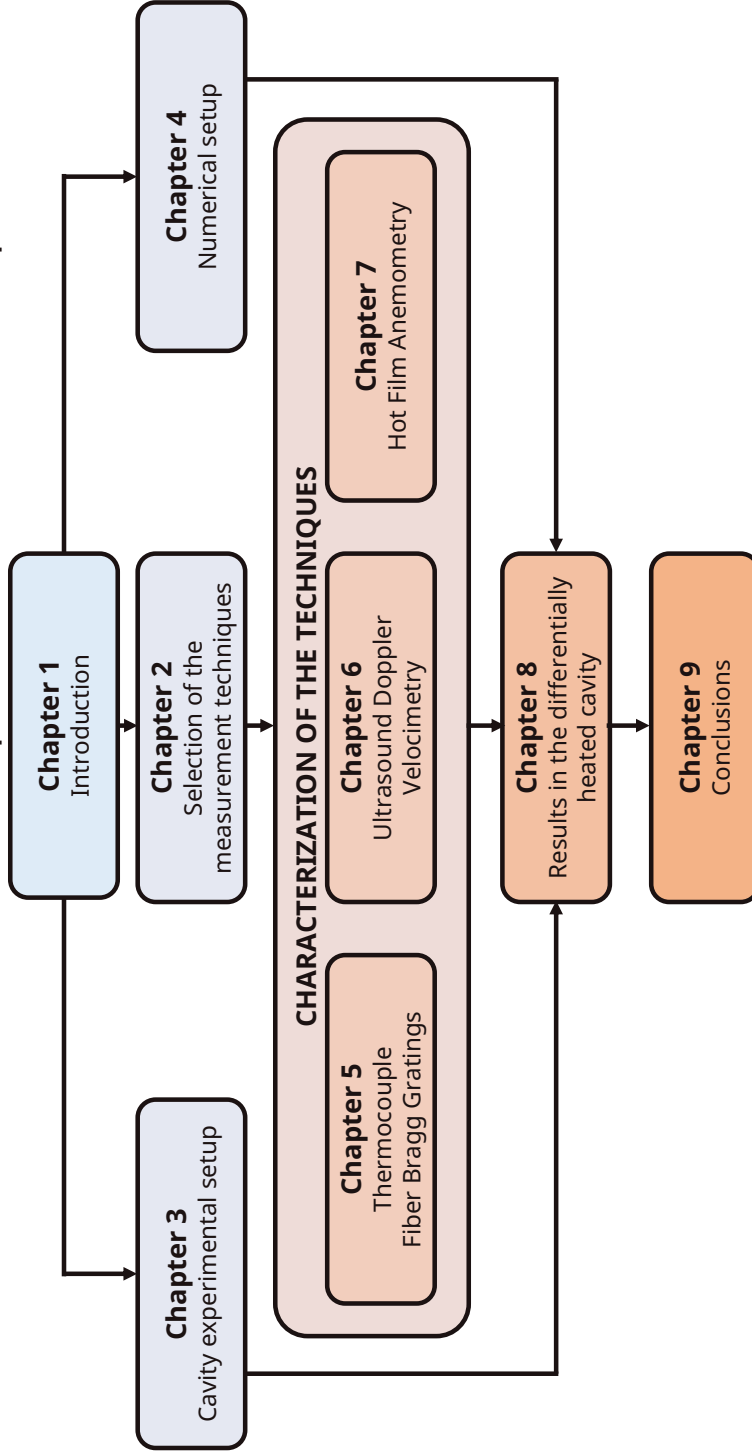 Chapter 1
Introduction
Chapter 3
Cavity experimental setup
Chapter 2
Selection of the
measurement techniques
Chapter 4
Numerical setup
CHARACTERIZATION OF THE TECHNIQUES
Chapter 5
Thermocouple
Fiber Bragg Gratings
Chapter 6
Ultrasound Doppler
Velocimetry
Chapter 7
Hot Film Anemometry
Chapter 8
Results in the differentially
heated cavity
Chapter 9
Conclusions